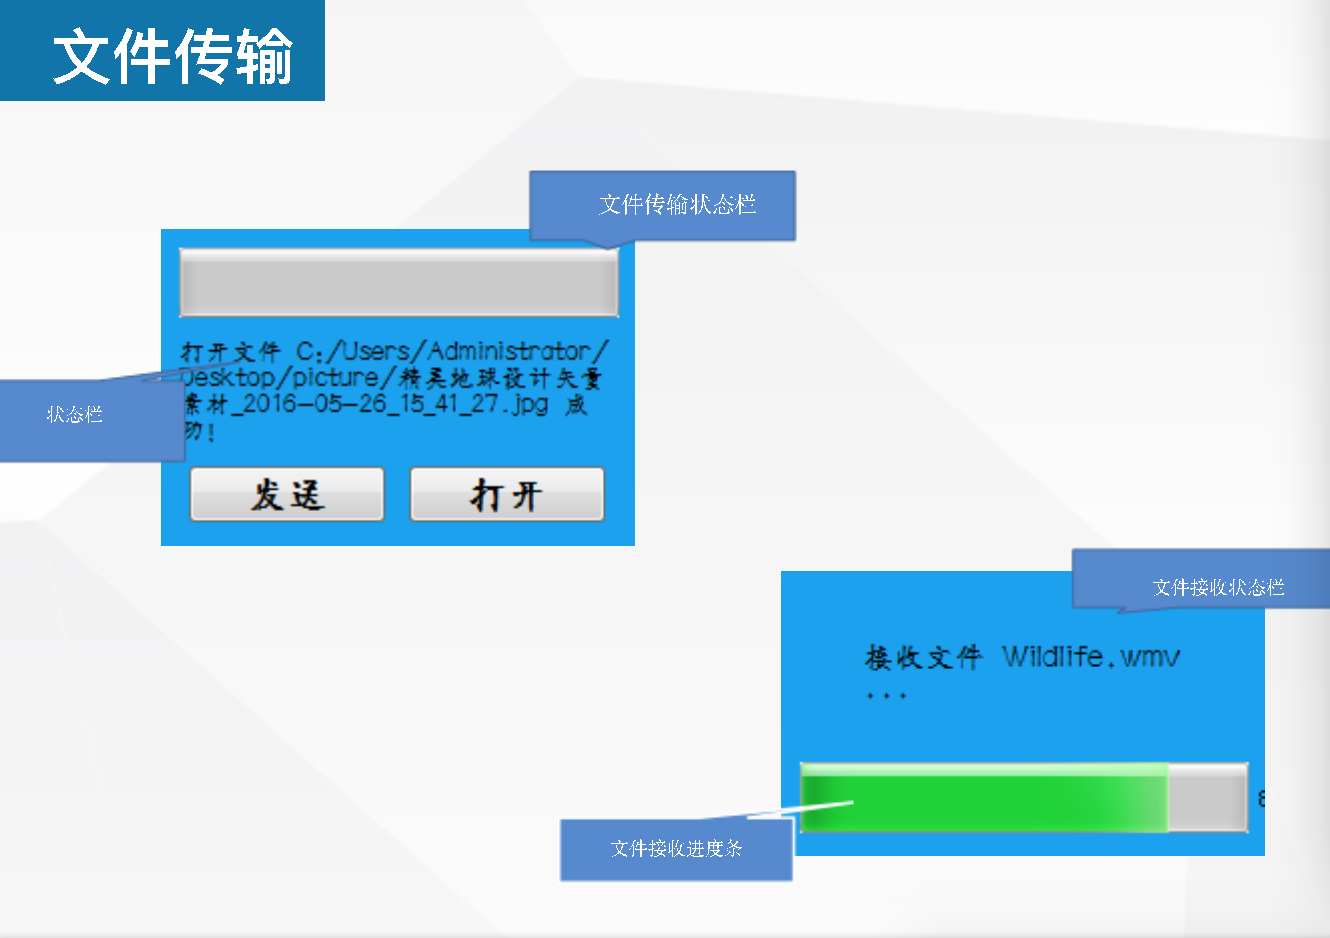 文件传输
文件传输状态栏
打开文件 C:/Users/Administrator/
Desktop/picture/精美地球设计矢量
素材_2016-05-26_15_41_27.jpg 成
功!
状态栏
发送
打开
文件接收状态栏
接收文件 Wildlife.wmv
...
文件接收进度条